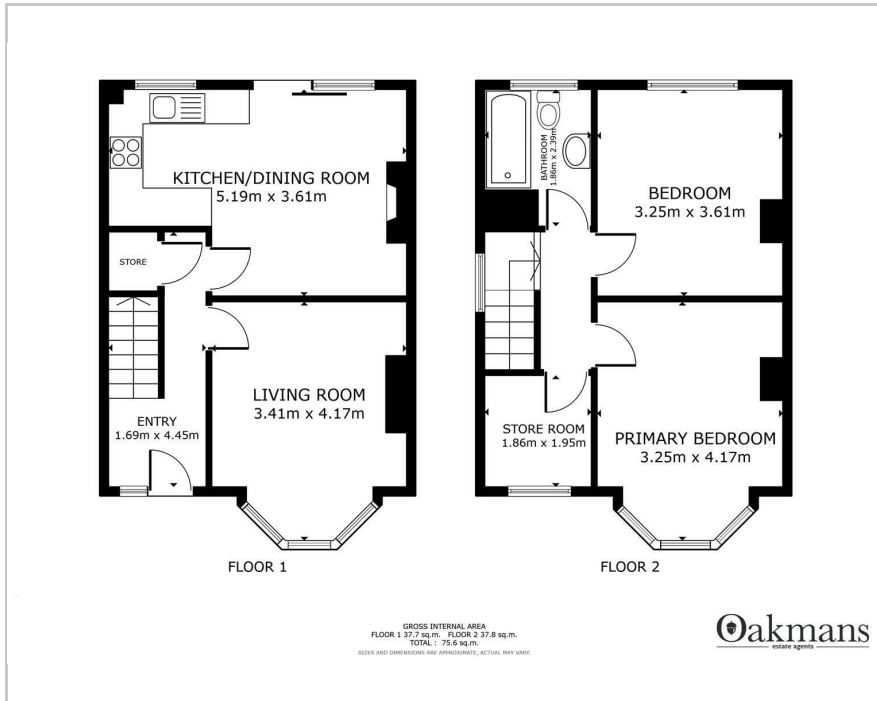 KITCHEN/DINING ROOM
5.19m x 3.61m
STORE
LIVING ROOM
3.41m x 4.17m
ENTRY
1.69m x 4.45m
FLOOR 1
BATHROOM
1.86m x 2.39m
BEDROOM
3.25m x 3.61m
STORE ROOM
1.86m x 1.95m
PRIMARY BEDROOM
3.25m x 4.17m
FLOOR 2
GROSS INTERNAL AREA
FLOOR 1 37.7 sq.m. FLOOR 2 37.8 sq.m.
TOTAL : 75.6 sq.m.
SIZES AND DIMENSIONS ARE APPROXIMATE, ACTUAL MAY VARY.
Oakmans
estate agents